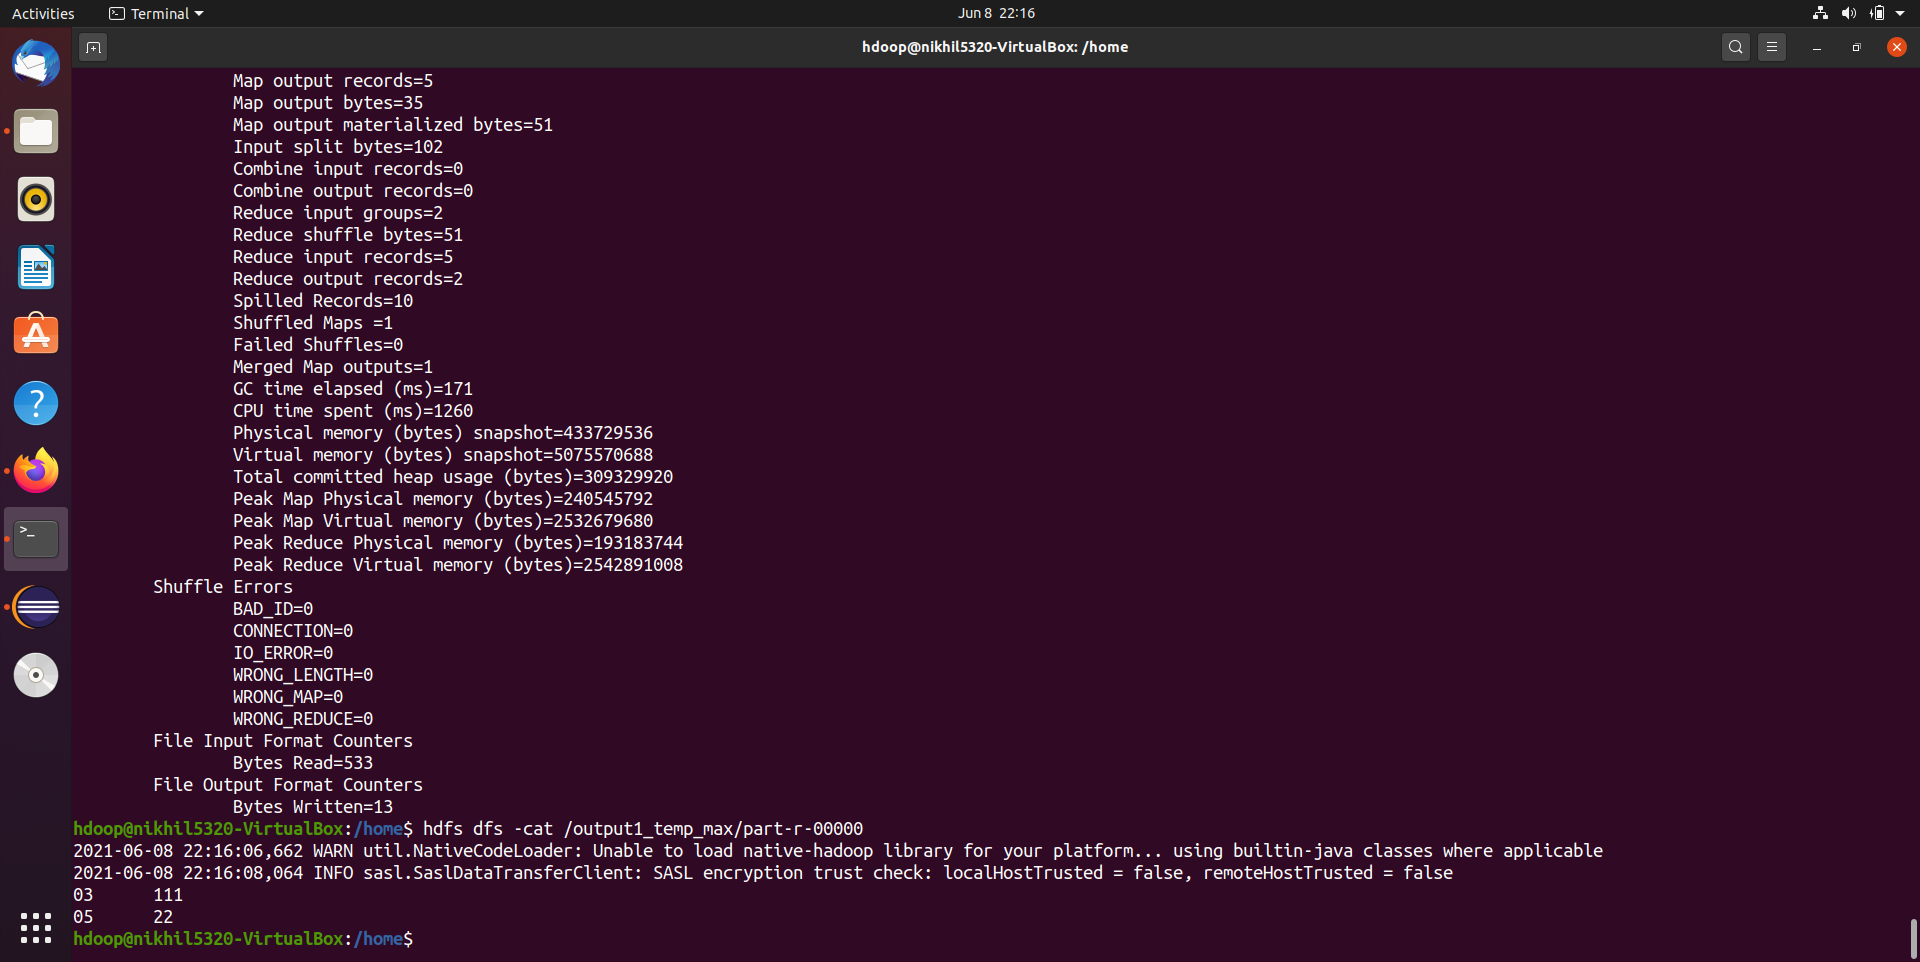 Activities
Terminal
Jun 8 22:16
hdoop@nikhil5320-VirtualBox: /home
Map output records=5
Map output bytes=35
Map output materialized bytes=51
Input split bytes=102
Combine input records=0
Combine output records=0
Reduce input groups=2
Reduce shuffle bytes=51
Reduce input records=5
Reduce output records=2
Spilled Records=10
Shuffled Maps =1
Failed Shuffles=0
Merged Map outputs=1
GC time elapsed (ms)=171
CPU time spent (ms)=1260
Physical memory (bytes) snapshot=433729536
Virtual memory (bytes) snapshot=5075570688
Total committed heap usage (bytes)=309329920
Peak Map Physical memory (bytes)=240545792
Peak Map Virtual memory (bytes)=2532679680
Peak Reduce Physical memory (bytes)=193183744
Peak Reduce Virtual memory (bytes)=2542891008
Shuffle Errors
BAD_ID=0
CONNECTION=0
IO_ERROR=0
WRONG_LENGTH=0
WRONG_MAP=0
WRONG_REDUCE=0
File Input Format Counters
Bytes Read=533
File Output Format Counters
Bytes Written=13
hdoop@nikhil5320-VirtualBox:/home$ hdfs dfs -cat /output1_temp_max/part-r-00000
2021-06-08 22:16:06,662 WARN util.NativeCodeLoader: Unable to load native-hadoop library for your platform... using builtin-java classes where applicable
2021-06-08 22:16:08,064 INFO sasl.SaslDataTransferClient: SASL encryption trust check: localHostTrusted = false, remoteHostTrusted = false
03 111
05 22
hdoop@nikhil5320-VirtualBox:/home$